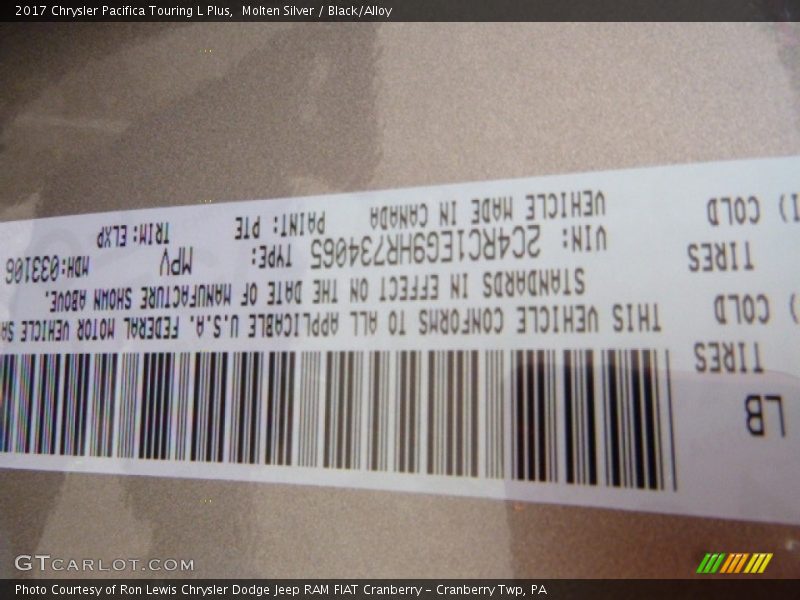 2017 Chrysler Pacifica Touring L Plus,  Molten Silver / Black/Alloy
LB
TIRES
) COLD
THIS VEHICLE CONFORMS TO ALL APPLICABLE U.S.A. FEDERAL MOTOR VEHICLE SA
STANDARDS IN EFFECT ON THE DATE OF MANUFACTURE SHOWN ABOVE.
TIRES
VIN: 2C4RC1EG9HR734065 TYPE: MPV MDH:033106
) COLD
VEHICLE MADE IN CANADA PAINT: PTE TRIM: ELXP
GTCARLOT.COM
Photo Courtesy of Ron Lewis Chrysler Dodge Jeep RAM FIAT Cranberry – Cranberry Twp, PA